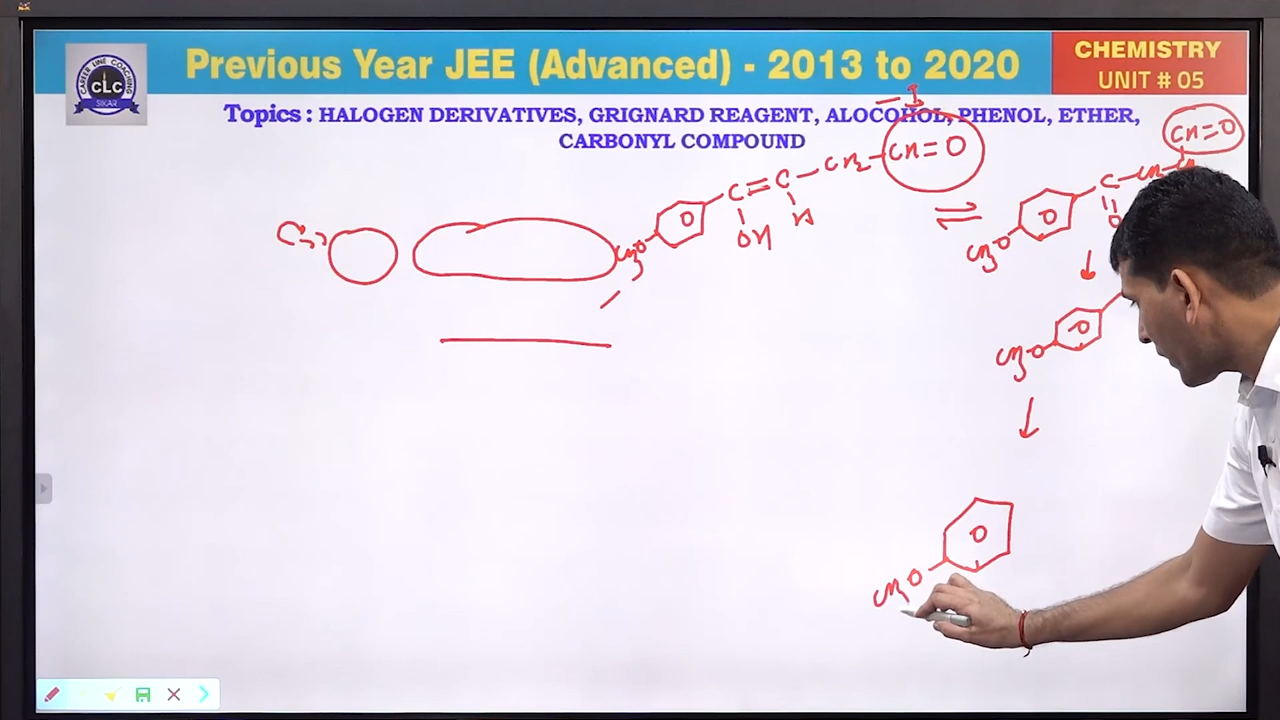 CAREER LINE COACHING
CLC
SIKAR
Previous Year JEE (Advanced) - 2013 to 2020
CHEMISTRY
UNIT # 05
Topics : HALOGEN DERIVATIVES, GRIGNARD REAGENT, ALOCOHOL, PHENOL, ETHER,
CARBONYL COMPOUND
- I
CH3O C=C-CH2-CH=O
OH H
⇌
CH3O C-CH2-
O
CH=O
↓
CH3O
↓
CH3O